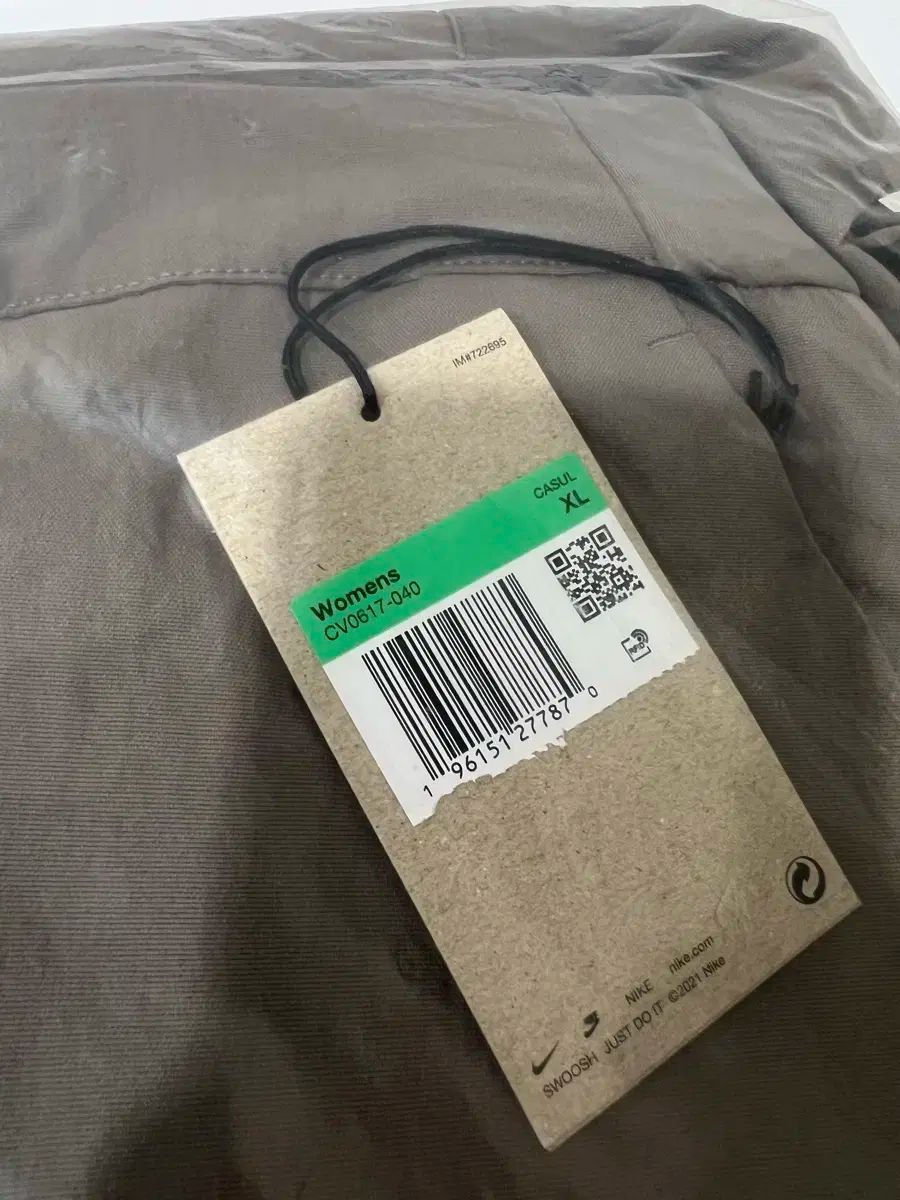 IM#722695
CASUL
XL
Womens
CV0617-040
RFID
1 96151 27787 0
NIKE nike.com
SWOOSH JUST DO IT ©2021 Nike